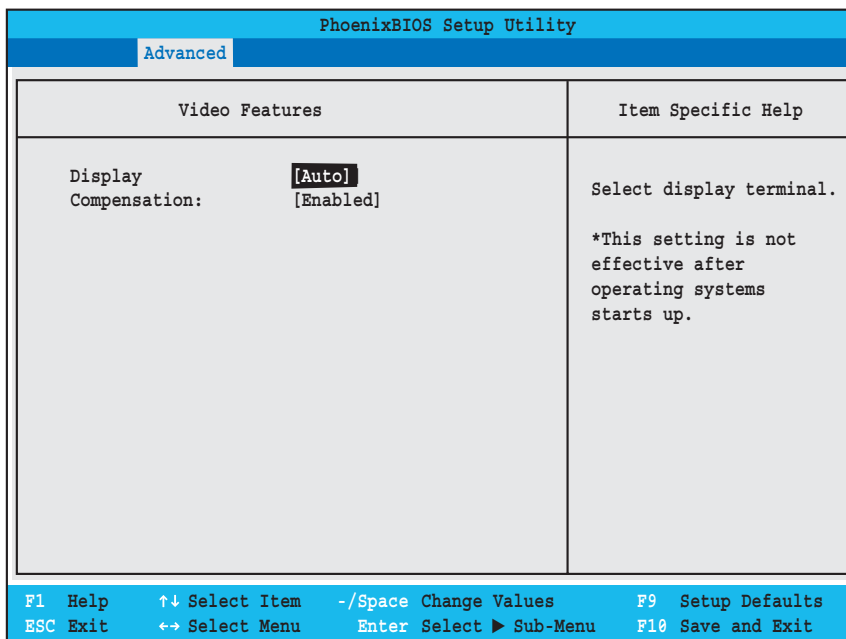 PhoenixBIOS Setup Utility
Advanced
Video Features
Item Specific Help
Display [Auto]
Compensation: [Enabled]
Select display terminal.
*This setting is not
effective after
operating systems
starts up.
F1 Help ↑↓ Select Item -/Space Change Values F9 Setup Defaults
ESC Exit ←→ Select Menu Enter Select ▶ Sub-Menu F10 Save and Exit